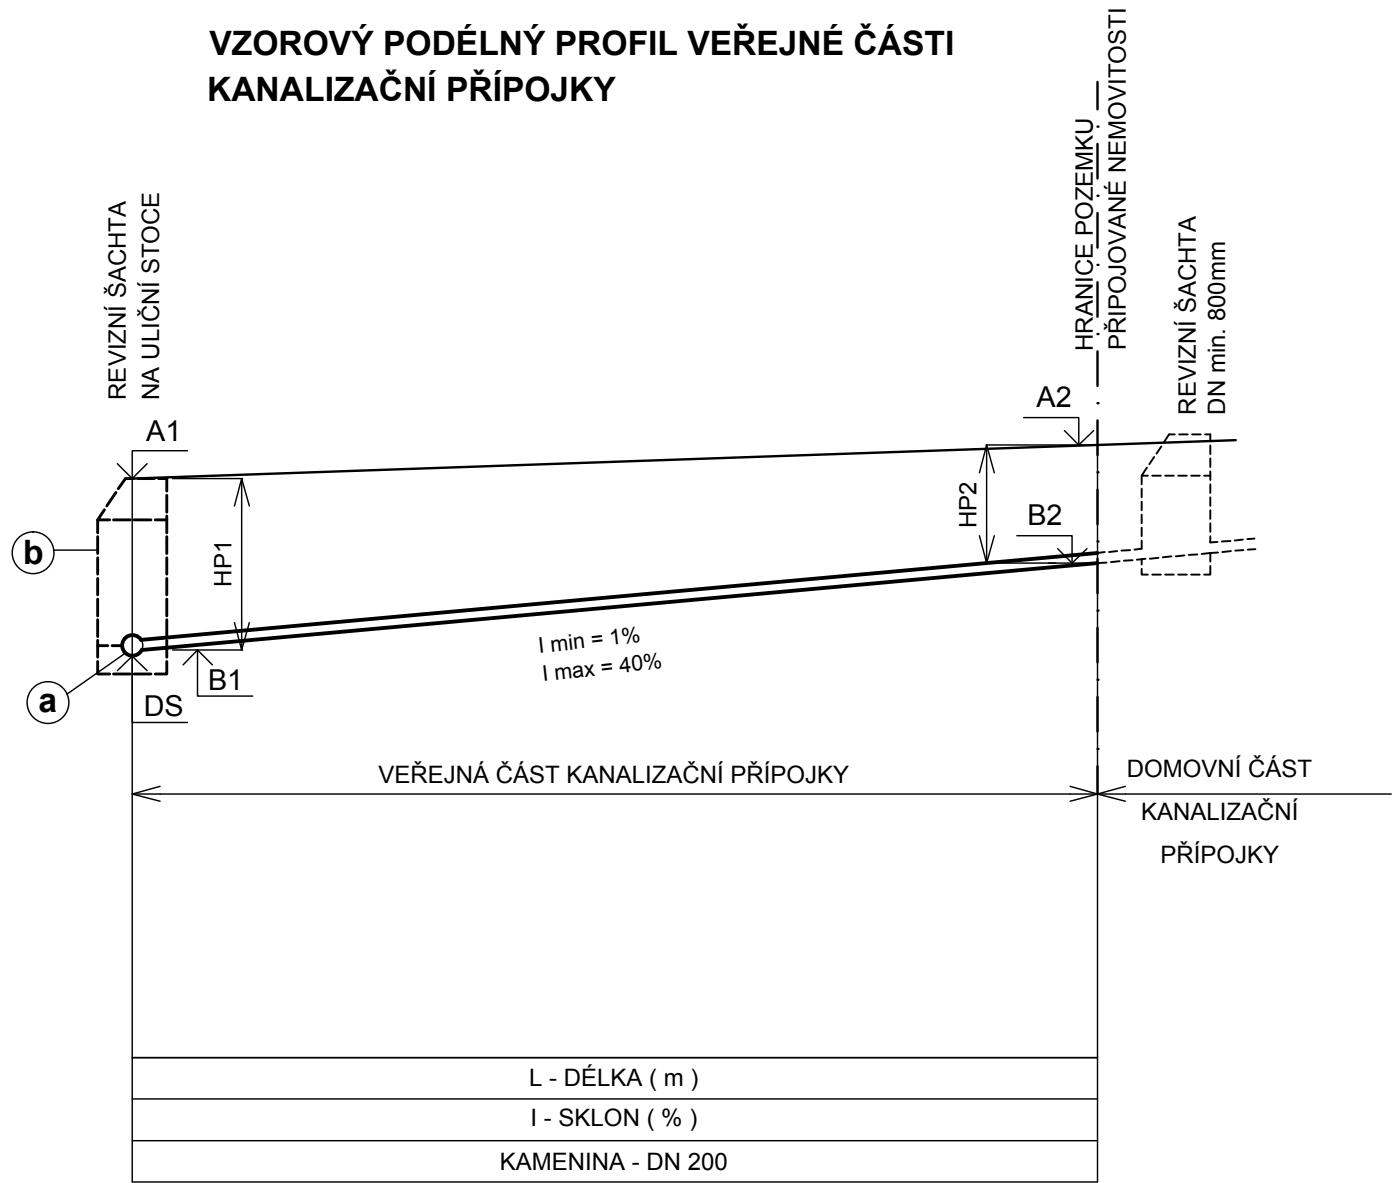 VZOROVÝ PODÉLNÝ PROFIL VEŘEJNÉ ČÁSTI
KANALIZAČNÍ PŘÍPOJKY
REVIZNÍ ŠACHTA
NA ULIČNÍ STOCE
HRANICE POZEMKU
PŘIPOJOVANÉ NEMOVITOSTI
REVIZNÍ ŠACHTA
DN min. 800mm
A1
A2
HP1
HP2
B2
b
a
B1
DS
I min = 1%
I max = 40%
VEŘEJNÁ ČÁST KANALIZAČNÍ PŘÍPOJKY
DOMOVNÍ ČÁST
KANALIZAČNÍ
PŘÍPOJKY
L - DÉLKA ( m )
I - SKLON ( % )
KAMENINA - DN 200